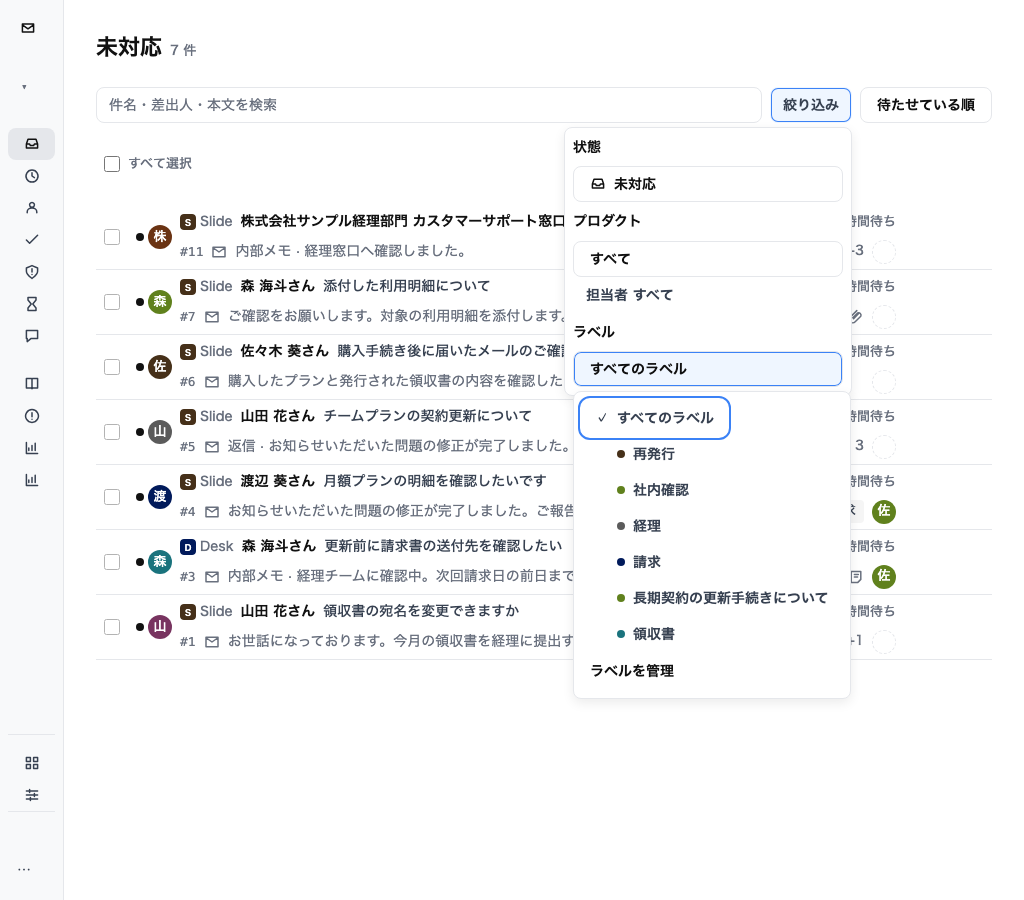 未対応 7 件
件名・差出人・本文を検索
絞り込み
待たせている順
すべて選択
状態
未対応
プロダクト
すべて
担当者 すべて
ラベル
すべてのラベル
✓ すべてのラベル
再発行
社内確認
経理
請求
長期契約の更新手続きについて
領収書
ラベルを管理
株
S Slide 株式会社サンプル経理部門 カスタマーサポート窓口
時間待ち
#11 内部メモ · 経理窓口へ確認しました。
+3
森
S Slide 森 海斗さん 添付した利用明細について
時間待ち
#7 ご確認をお願いします。対象の利用明細を添付します。
佐
S Slide 佐々木 葵さん 購入手続き後に届いたメールのご確認
時間待ち
#6 購入したプランと発行された領収書の内容を確認した
山
S Slide 山田 花さん チームプランの契約更新について
時間待ち
#5 返信 · お知らせいただいた問題の修正が完了しました。
3
渡
S Slide 渡辺 葵さん 月額プランの明細を確認したいです
時間待ち
#4 お知らせいただいた問題の修正が完了しました。ご報告
佐
森
D Desk 森 海斗さん 更新前に請求書の送付先を確認したい
時間待ち
#3 内部メモ · 経理チームに確認中。次回請求日の前日まで
佐
山
S Slide 山田 花さん 領収書の宛名を変更できますか
時間待ち
#1 お世話になっております。今月の領収書を経理に提出す
+1